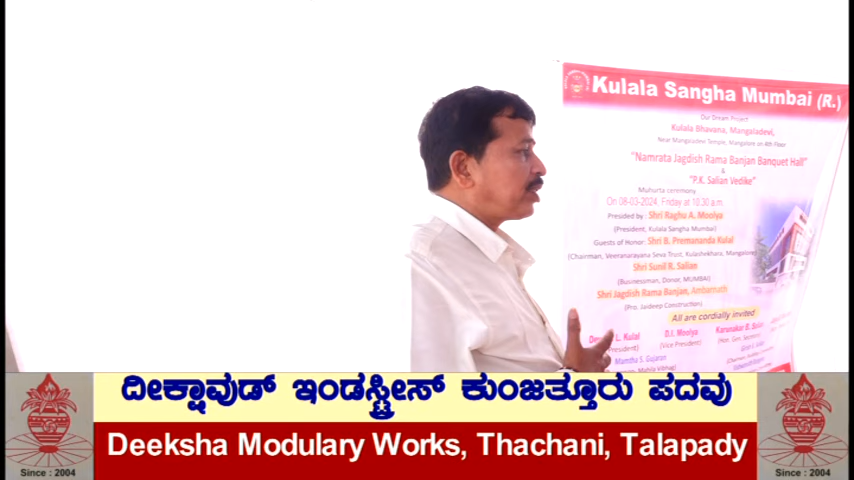 Kulala Sangha Mumbai (R.)
Our Dream Project
Kulala Bhavana, Mangaladevi,
Near Mangaladevi Temple, Mangalore on 4th Floor
"Namrata Jagdish Rama Banjan Banquet Hall"
&
"P.K. Salian Vedike"
Muhurta ceremony
On 08-03-2024, Friday at 10.30 a.m.
Presided by : Shri Raghu A. Moolya
(President, Kulala Sangha Mumbai)
Guests of Honor: Shri B. Premananda Kulal
(Chairman, Veeranarayana Seva Trust, Kulashekhara, Mangalore
Shri Sunil R. Salian
(Businessman, Donor, MUMBAI)
Shri Jagdish Rama Banjan, Ambarnath
(Pro. Jaideep Construction)
All are cordially invited
L. Kulal D.I. Moolya Karunakar B.
President) (Vice President) (Hon. Gen. Secretary)
Mamtha S. Gujaran
ದೀಕ್ಷಾವುಡ್ ಇಂಡಸ್ಟ್ರೀಸ್ ಕುಂಜತ್ತೂರು ಪದವು
Deeksha Modulary Works, Thachani, Talapady
Since : 2004
Since : 2004